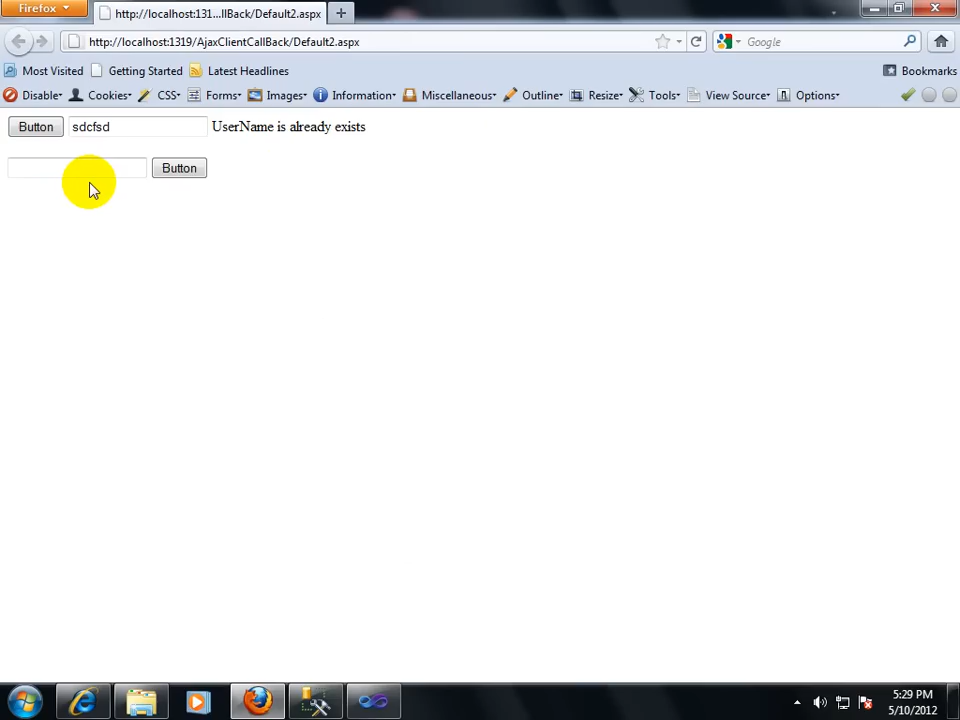 Firefox
http://localhost:131...llBack/Default2.aspx
http://localhost:1319/AjaxClientCallBack/Default2.aspx
Google
Most Visited Getting Started Latest Headlines Bookmarks
Disable Cookies CSS Forms Images Information Miscellaneous Outline Resize Tools View Source Options
Button sdcfsd UserName is already exists
Button
5:29 PM
5/10/2012